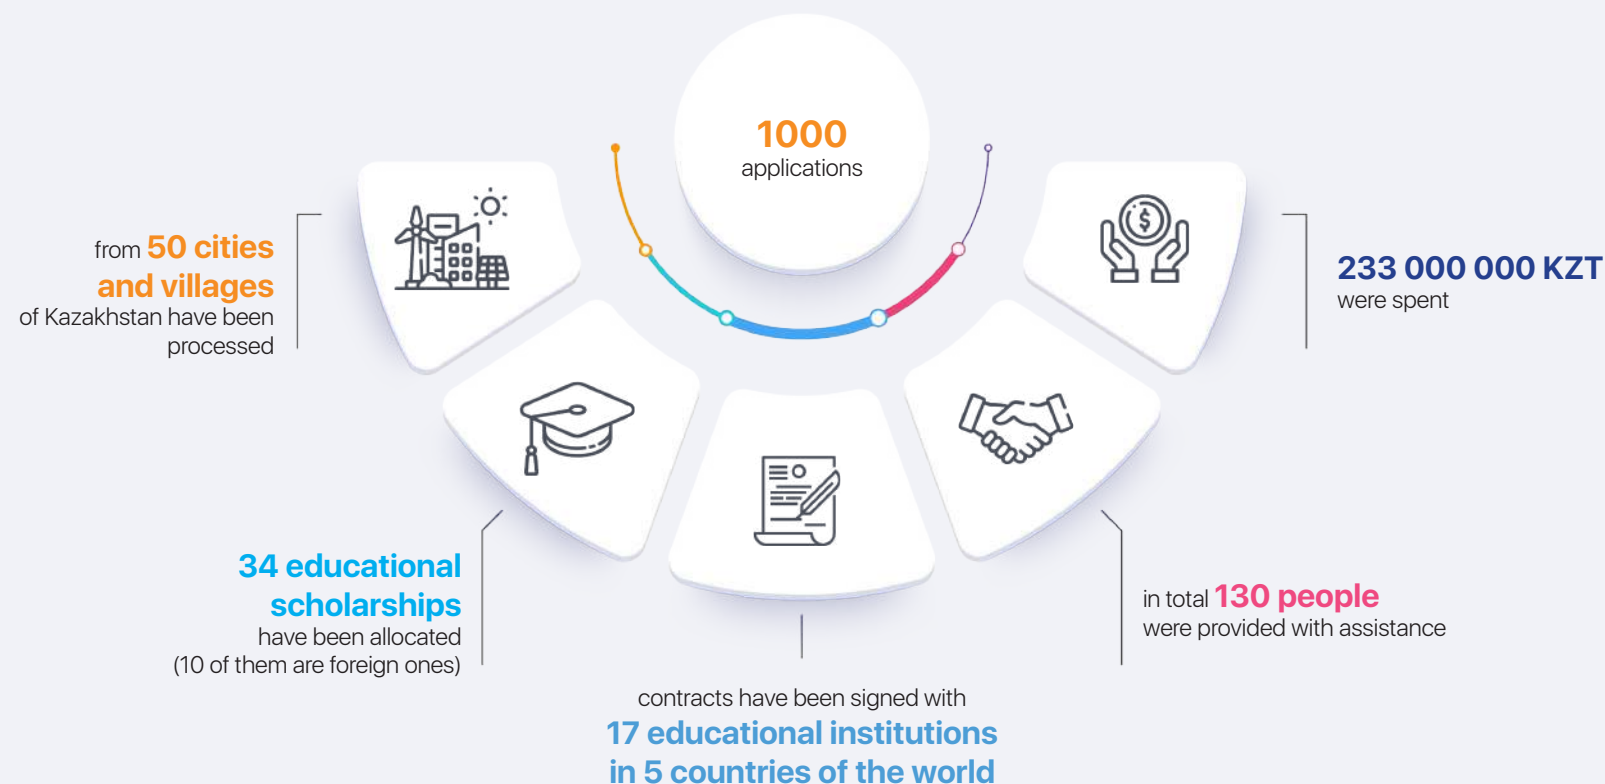 1000
applications
from 50 cities
and villages
of Kazakhstan have been
processed
34 educational
scholarships
have been allocated
(10 of them are foreign ones)
contracts have been signed with
17 educational institutions
in 5 countries of the world
in total 130 people
were provided with assistance
233 000 000 KZT
were spent